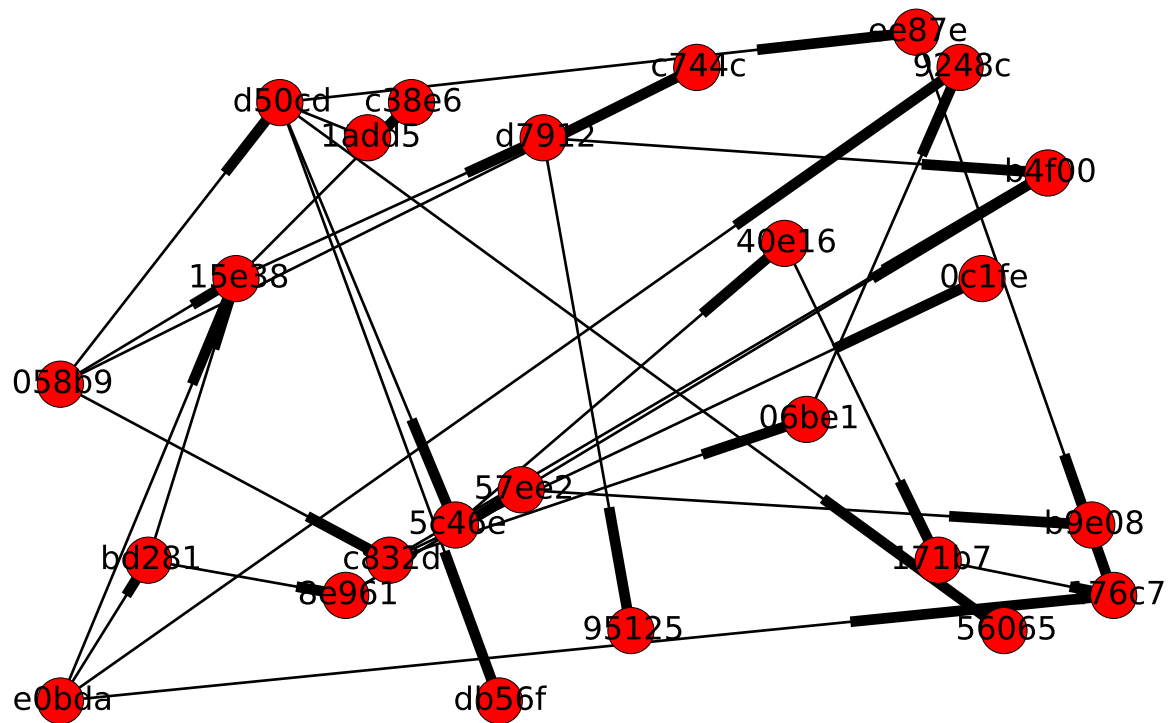 ee87e
c744c
9248c
d50cd
c38e6
1add5
d7912
b4f00
40e16
15e38
0c1fe
058b9
06be1
57ee2
5c46e
b9e08
bd281
c832d
171b7
8e961
76c7
95125
56065
e0bda
db56f